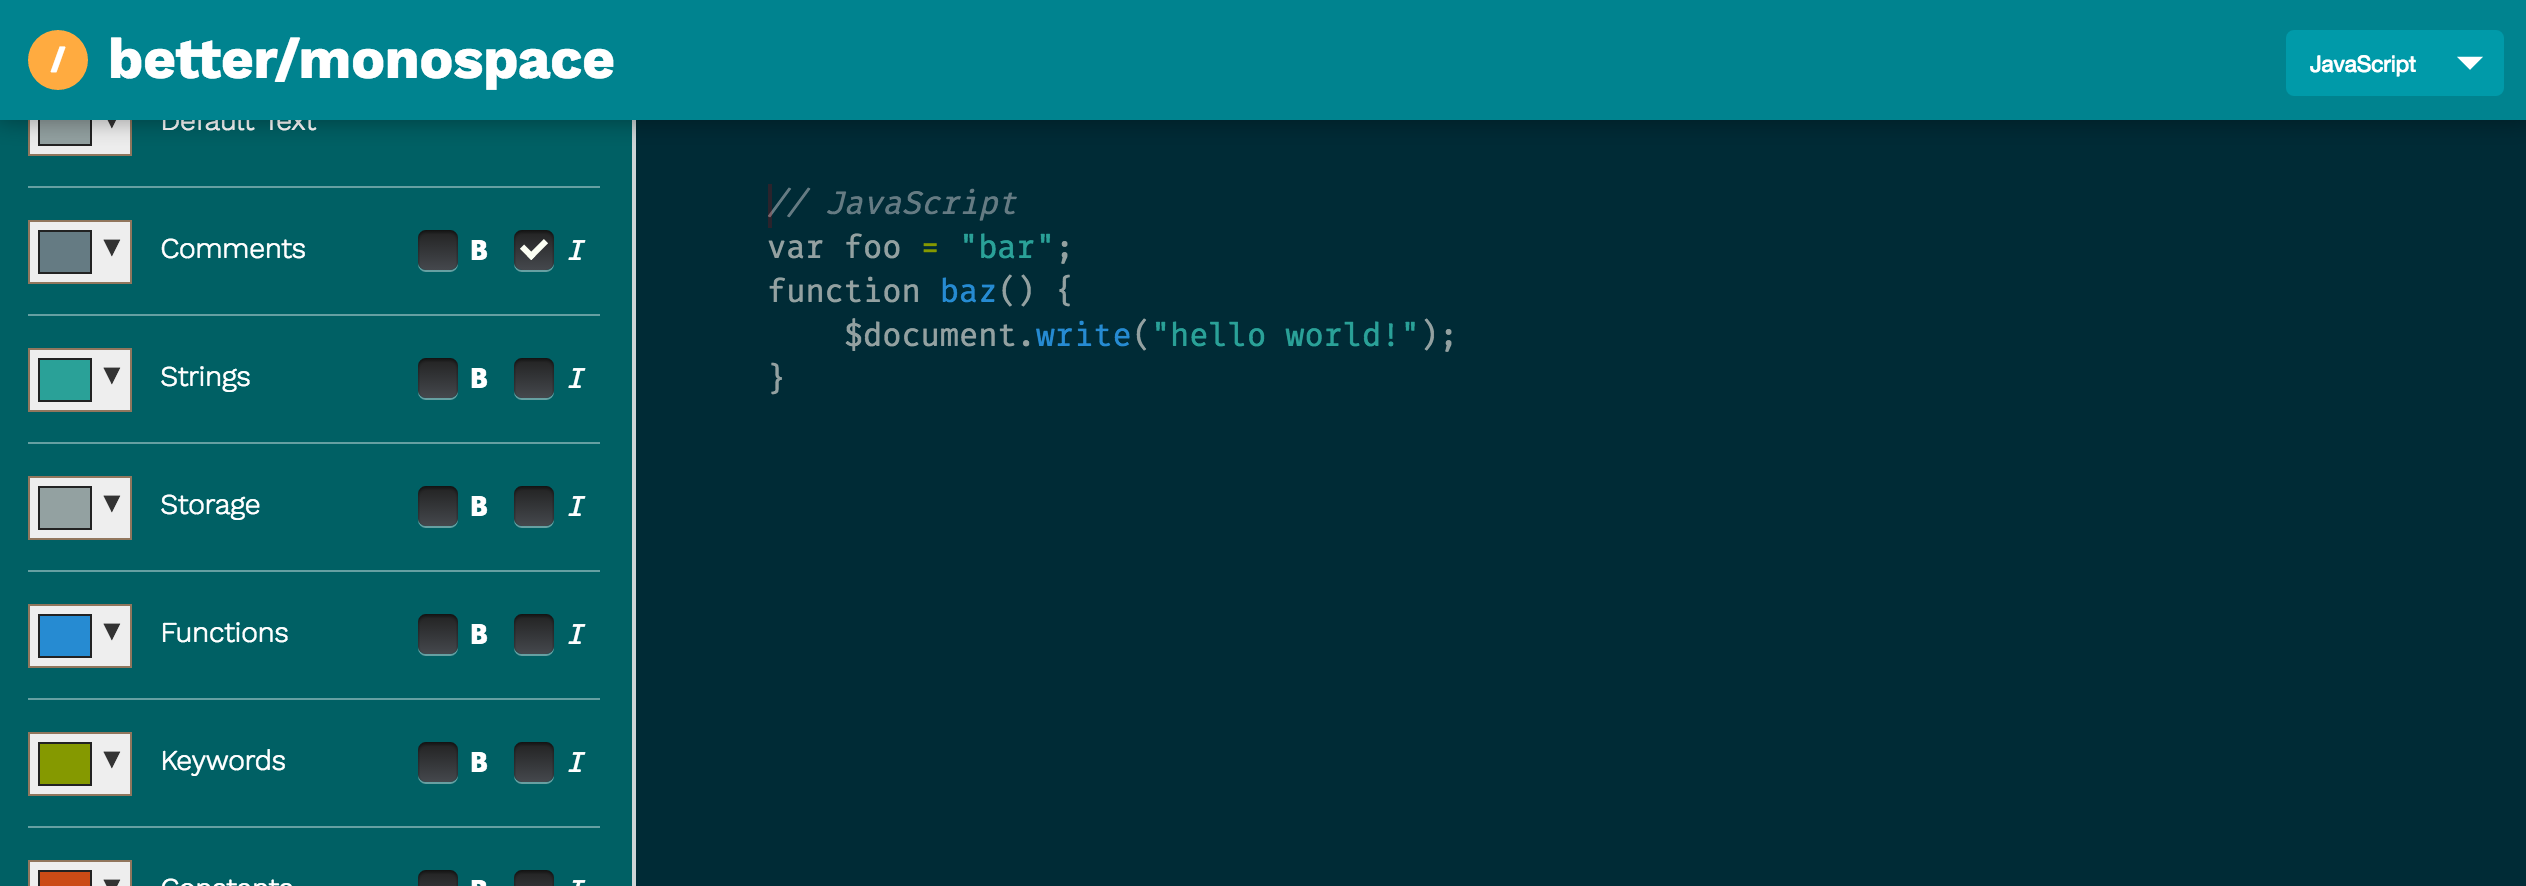 / better/monospace
JavaScript
Default Text
Comments B I
Strings B I
Storage B I
Functions B I
Keywords B I
Constants B I
// JavaScript
var foo = "bar";
function baz() {
    $document.write("hello world!");
}